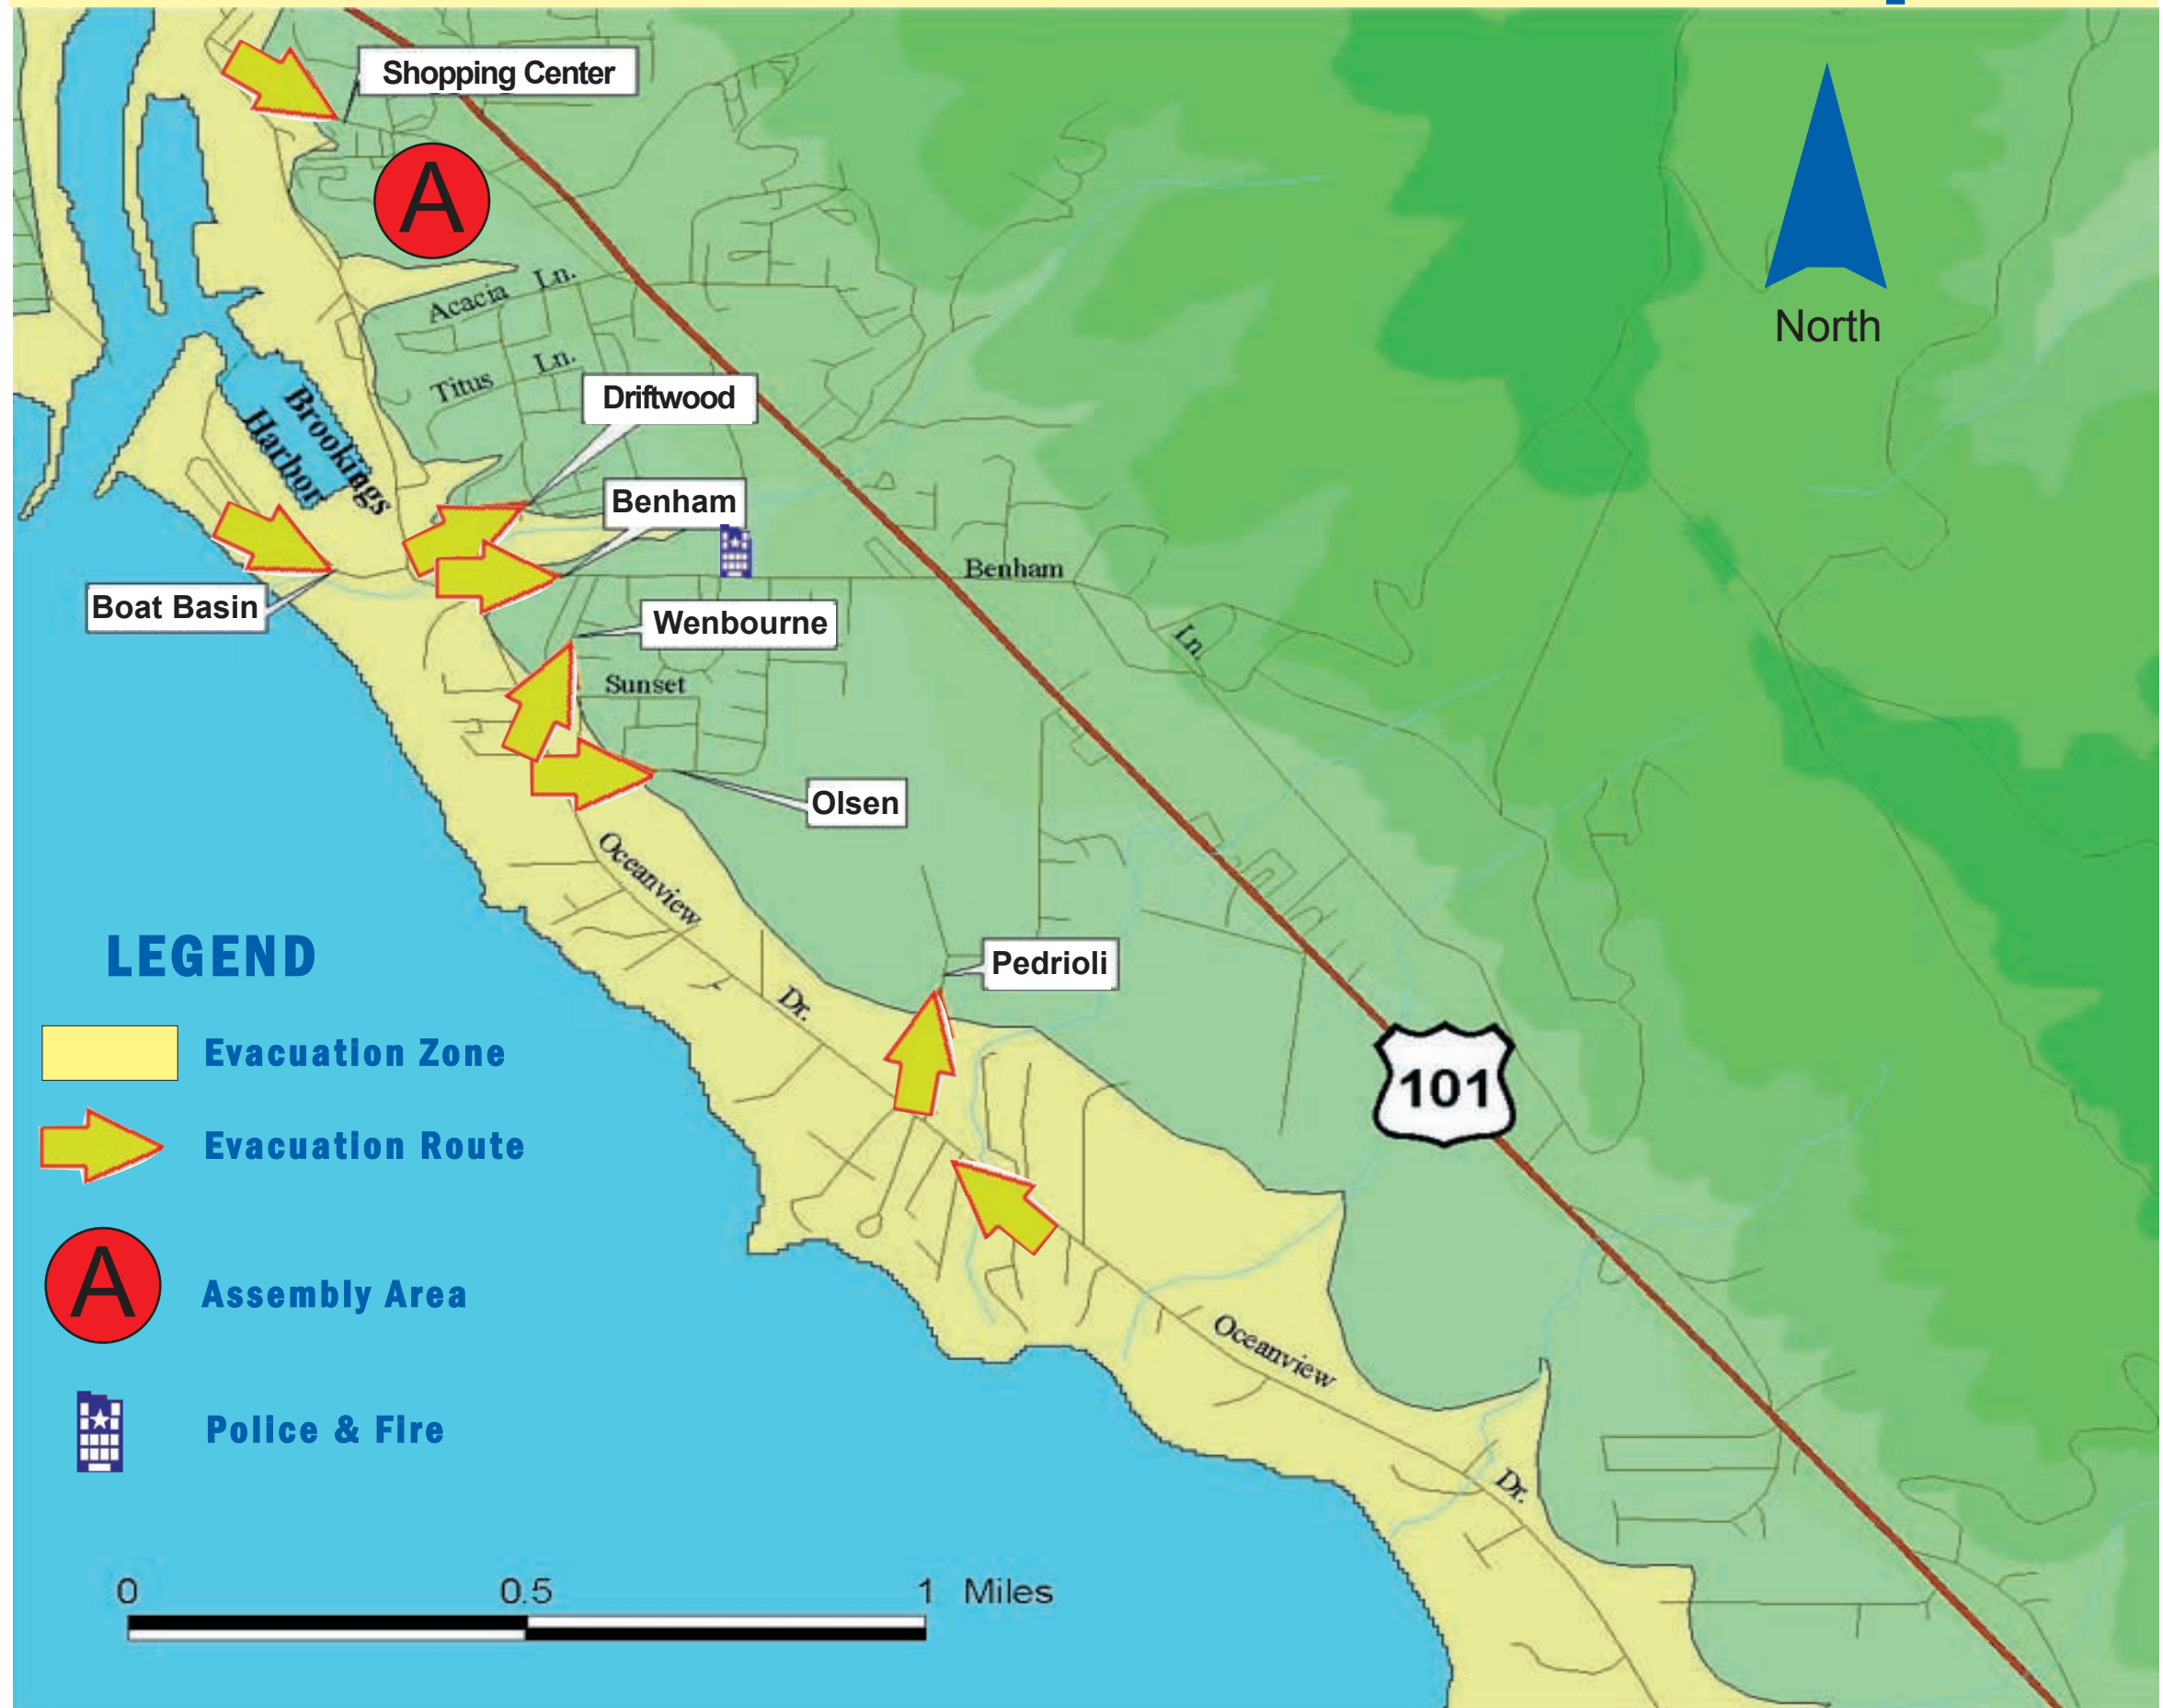 Shopping Center
A
North
Acacia Ln.
Titus Ln.
Driftwood
Brookings
Harbor
Benham
Benham
Ln.
Boat Basin
Wenbourne
Sunset
Olsen
Oceanview
Dr.
Pedrioli
101
Oceanview
Dr.
LEGEND
Evacuation Zone
Evacuation Route
A
Assembly Area
Police & Fire
0 0.5 1 Miles